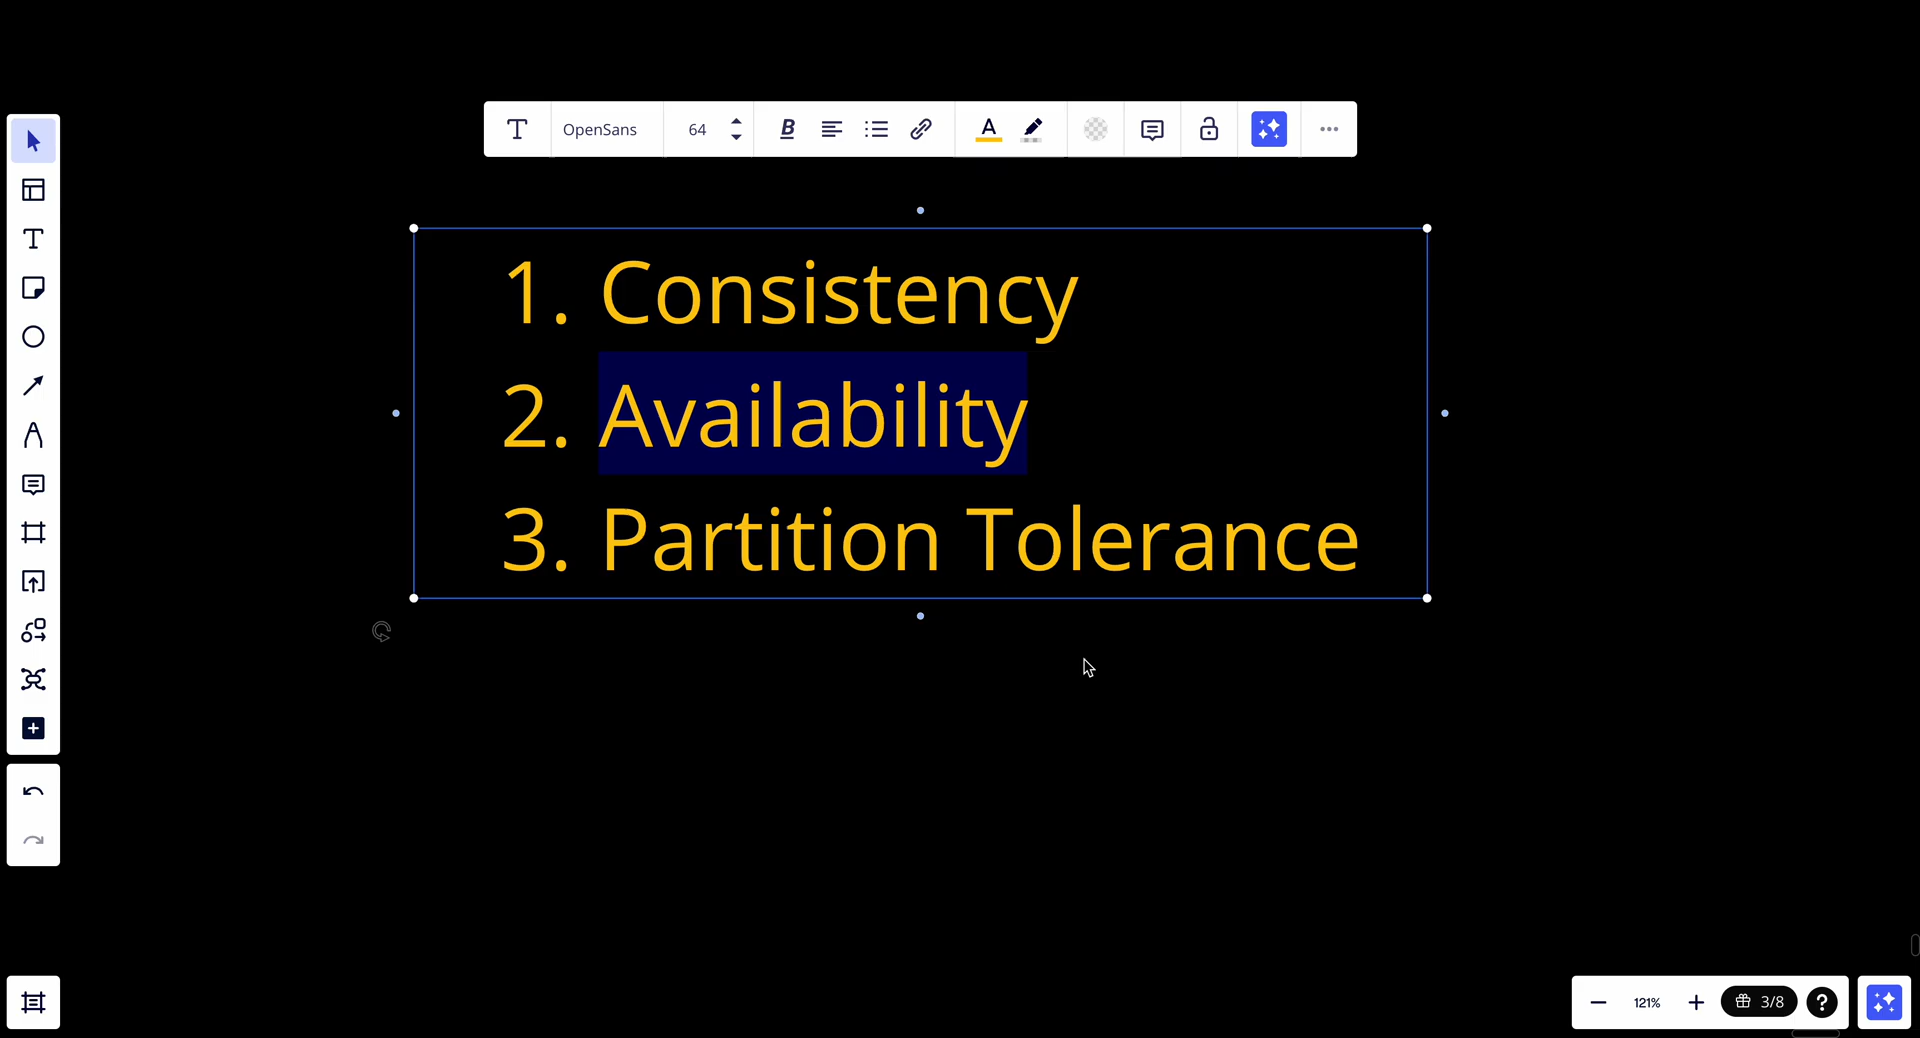 OpenSans 64 B A
1. Consistency
2. Availability
3. Partition Tolerance
121% 3/8 ?